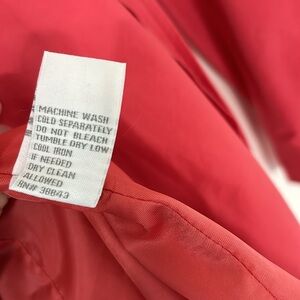 MACHINE WASH
COLD SEPARATELY
DO NOT BLEACH
TUMBLE DRY LOW
COOL IRON
IF NEEDED
DRY CLEAN
ALLOWED
RN# 38843